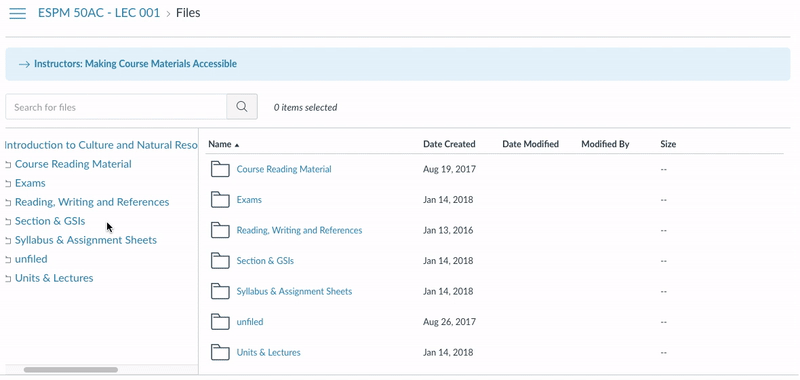 ESPM 50AC - LEC 001 › Files
→ Instructors: Making Course Materials Accessible
Search for files 0 items selected
Introduction to Culture and Natural Reso
Course Reading Material
Exams
Reading, Writing and References
Section & GSIs
Syllabus & Assignment Sheets
unfiled
Units & Lectures
Name Date Created Date Modified Modified By Size
Course Reading Material Aug 19, 2017 --
Exams Jan 14, 2018 --
Reading, Writing and References Jan 13, 2016 --
Section & GSIs Jan 14, 2018 --
Syllabus & Assignment Sheets Jan 14, 2018 --
unfiled Aug 26, 2017 --
Units & Lectures Jan 14, 2018 --